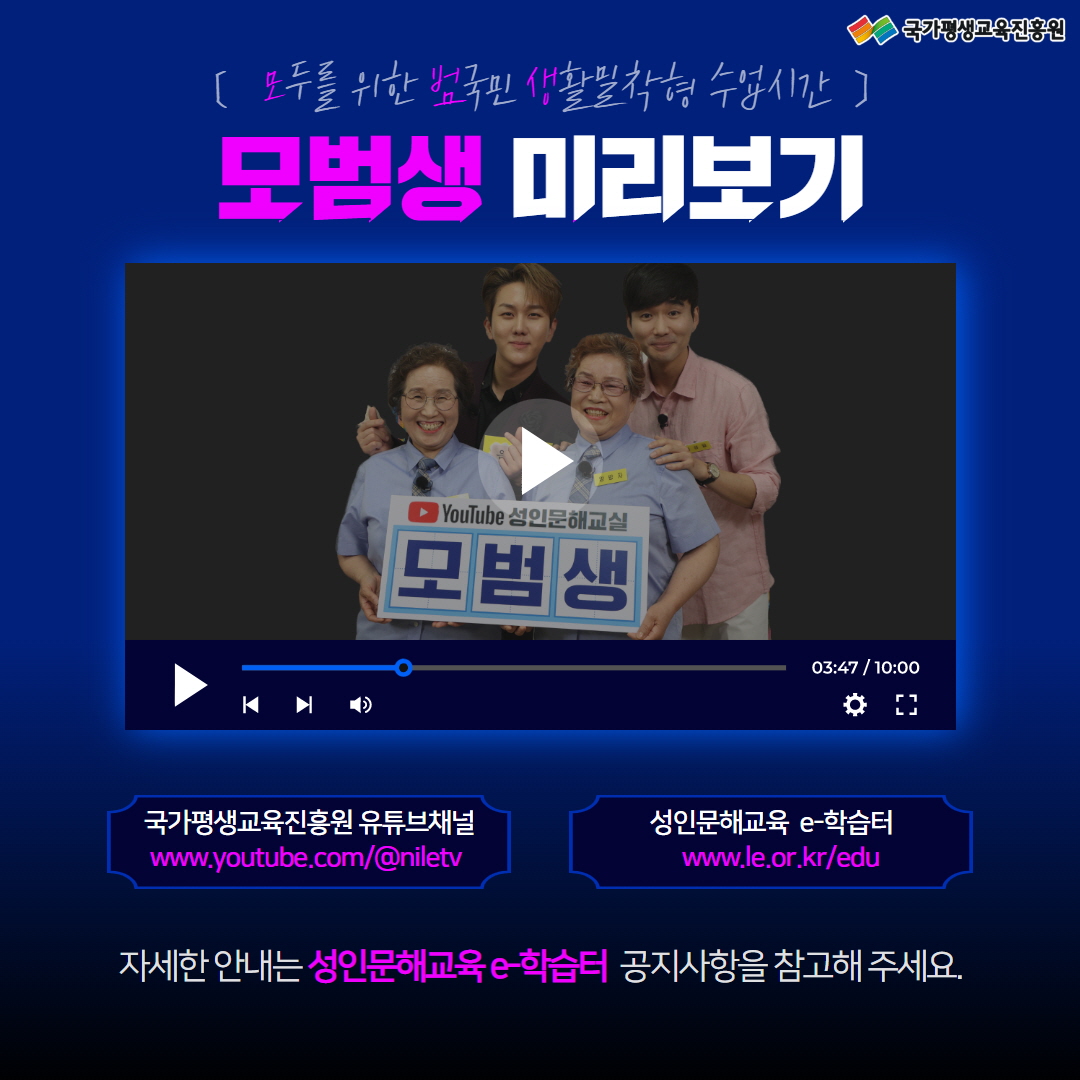 국가평생교육진흥원
[ 모두를 위한 범국민 생활밀착형 수업시간 ]
모범생 미리보기
YouTube 성인문해교실
모범생
03:47 / 10:00
국가평생교육진흥원 유튜브채널
www.youtube.com/@niletv
성인문해교육 e-학습터
www.le.or.kr/edu
자세한 안내는 성인문해교육 e-학습터 공지사항을 참고해 주세요.